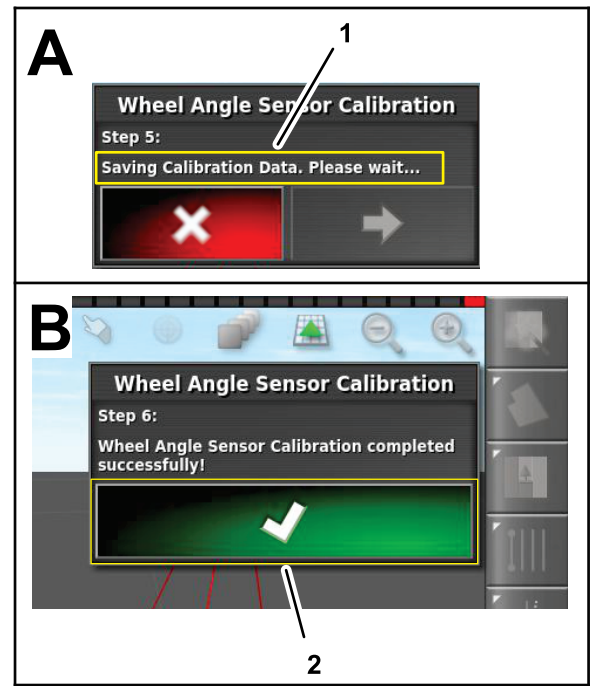 A
1
Wheel Angle Sensor Calibration
Step 5:
Saving Calibration Data. Please wait...
B
Wheel Angle Sensor Calibration
Step 6:
Wheel Angle Sensor Calibration completed
successfully!
2